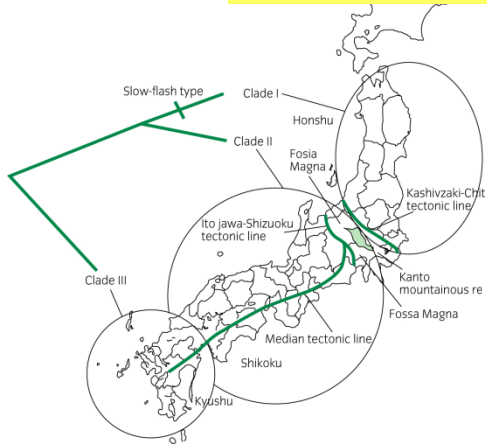 Slow-flash type
Clade I
Honshu
Clade II
Fosia
Magna
Kashivzaki-Chit
tectonic line
Ito jawa-Shizuoku
tectonic line
Clade III
Kanto
mountainous re
Fossa Magna
Median tectonic line
Shikoku
Kyushu